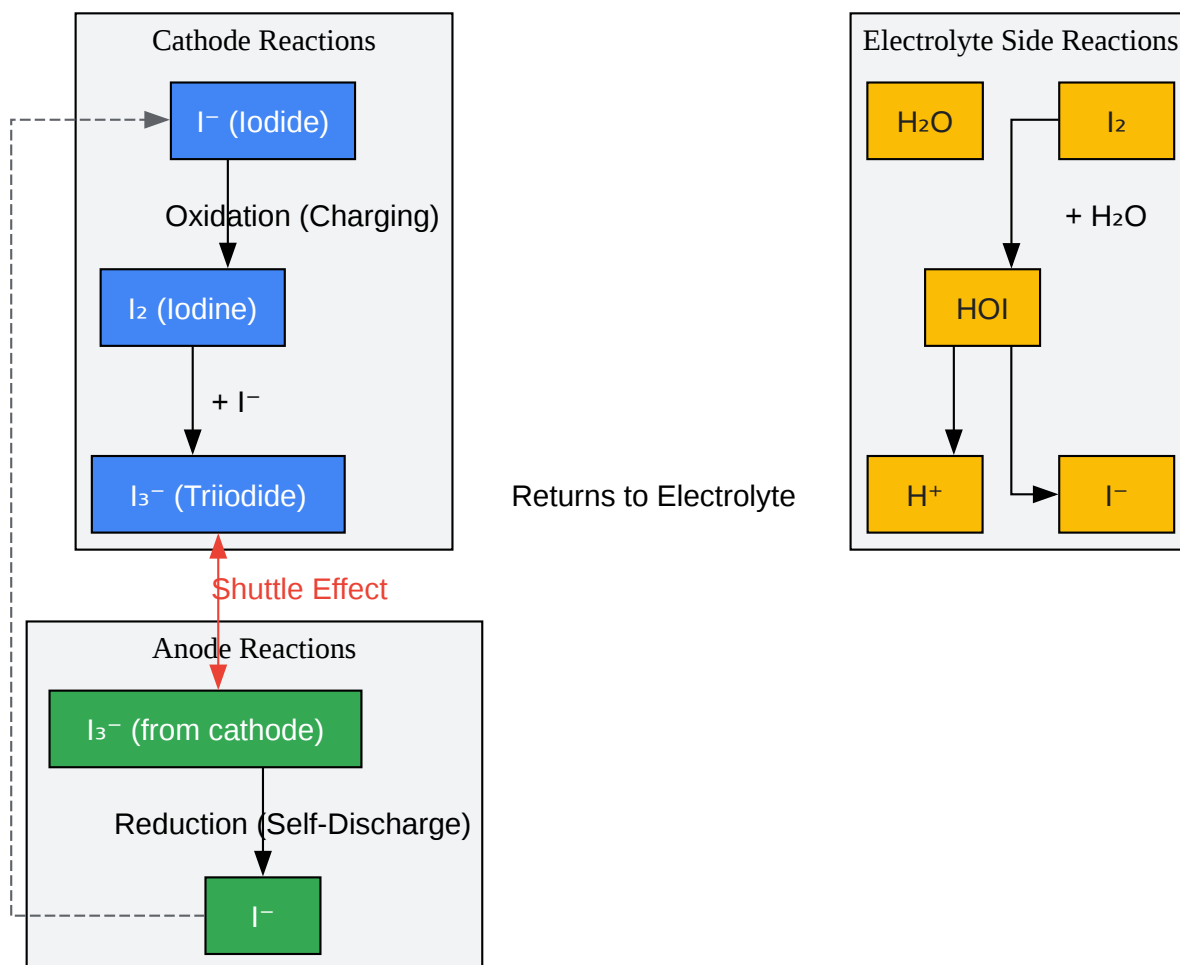 Cathode Reactions
I⁻ (Iodide)
Oxidation (Charging)
I₂ (Iodine)
+ I⁻
I₃⁻ (Triiodide)
Shuttle Effect
Anode Reactions
I₃⁻ (from cathode)
Reduction (Self-Discharge)
I⁻
Returns to Electrolyte
Electrolyte Side Reactions
H₂O
I₂
+ H₂O
HOI
H⁺
I⁻